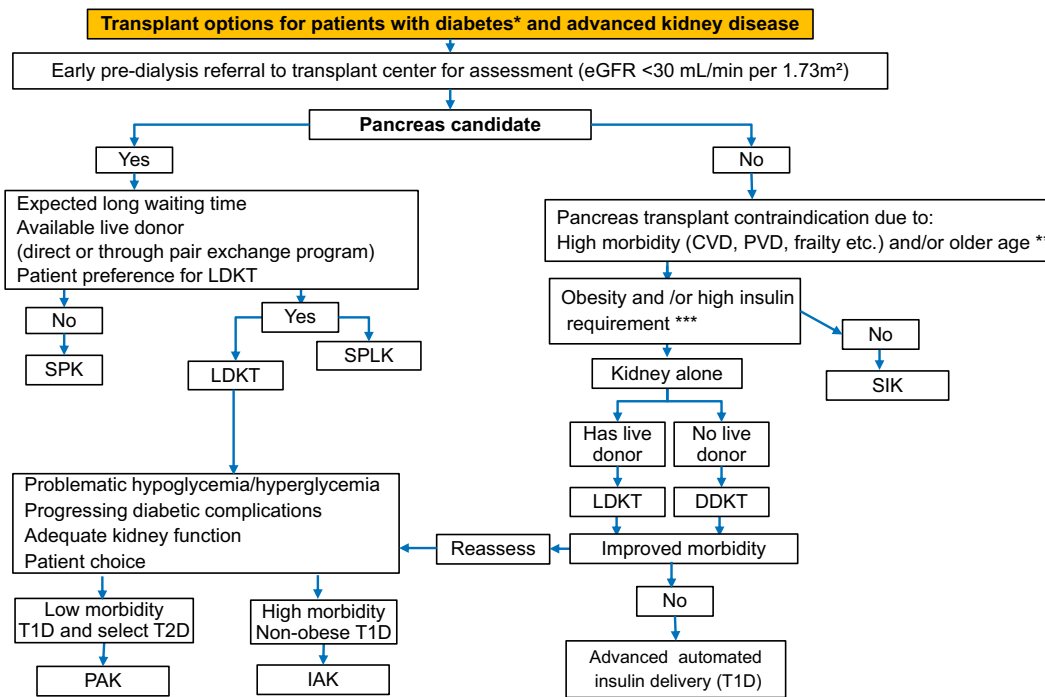 Transplant options for patients with diabetes* and advanced kidney disease
Early pre-dialysis referral to transplant center for assessment (eGFR <30 mL/min per 1.73m²)
Pancreas candidate
Yes
No
Expected long waiting time
Available live donor
(direct or through pair exchange program)
Patient preference for LDKT
Pancreas transplant contraindication due to:
High morbidity (CVD, PVD, frailty etc.) and/or older age **
No
Yes
Obesity and /or high insulin
requirement ***
No
SPK
LDKT
SPLK
Kidney alone
SIK
Has live
donor
No live
donor
LDKT
DDKT
Problematic hypoglycemia/hyperglycemia
Progressing diabetic complications
Adequate kidney function
Patient choice
Reassess
Improved morbidity
Low morbidity
T1D and select T2D
High morbidity
Non-obese T1D
No
PAK
IAK
Advanced automated
insulin delivery (T1D)